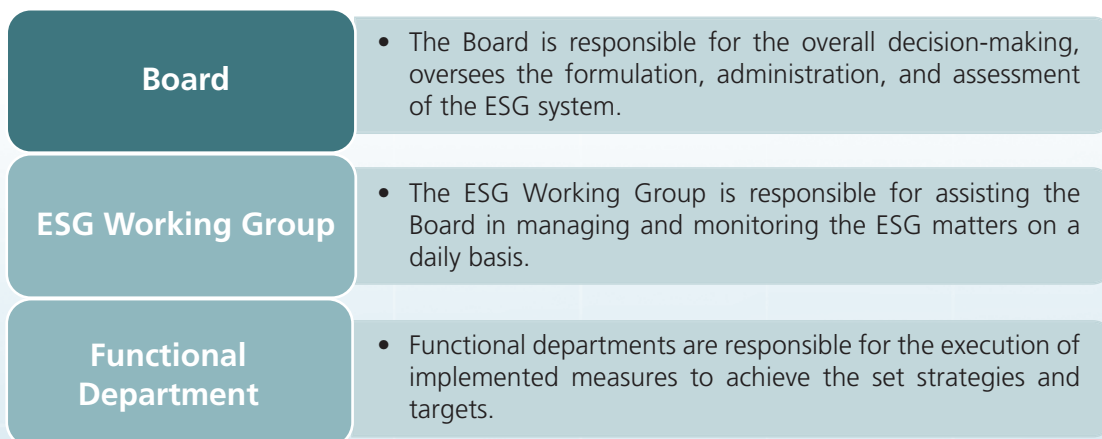 Board
• The Board is responsible for the overall decision-making,
oversees the formulation, administration, and assessment
of the ESG system.
ESG Working Group
• The ESG Working Group is responsible for assisting the
Board in managing and monitoring the ESG matters on a
daily basis.
Functional
Department
• Functional departments are responsible for the execution of
implemented measures to achieve the set strategies and
targets.